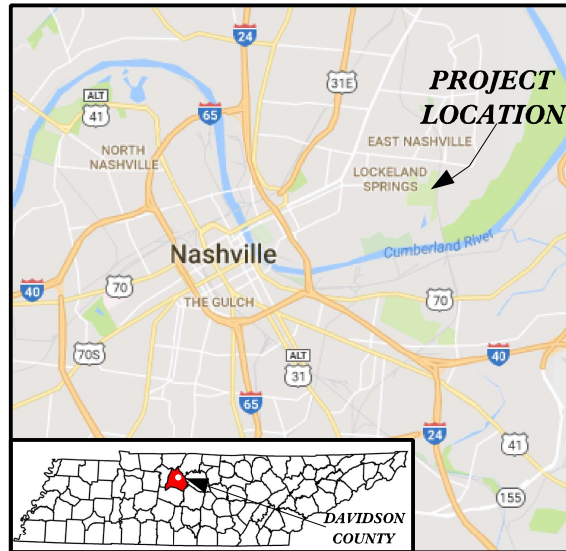 24
31E
PROJECT
LOCATION
ALT
41
65
NORTH
NASHVILLE
EAST NASHVILLE
LOCKELAND
SPRINGS
Nashville
Cumberland River
40
70
THE GULCH
70
70S
ALT
31
40
65
24
41
155
DAVIDSON
COUNTY